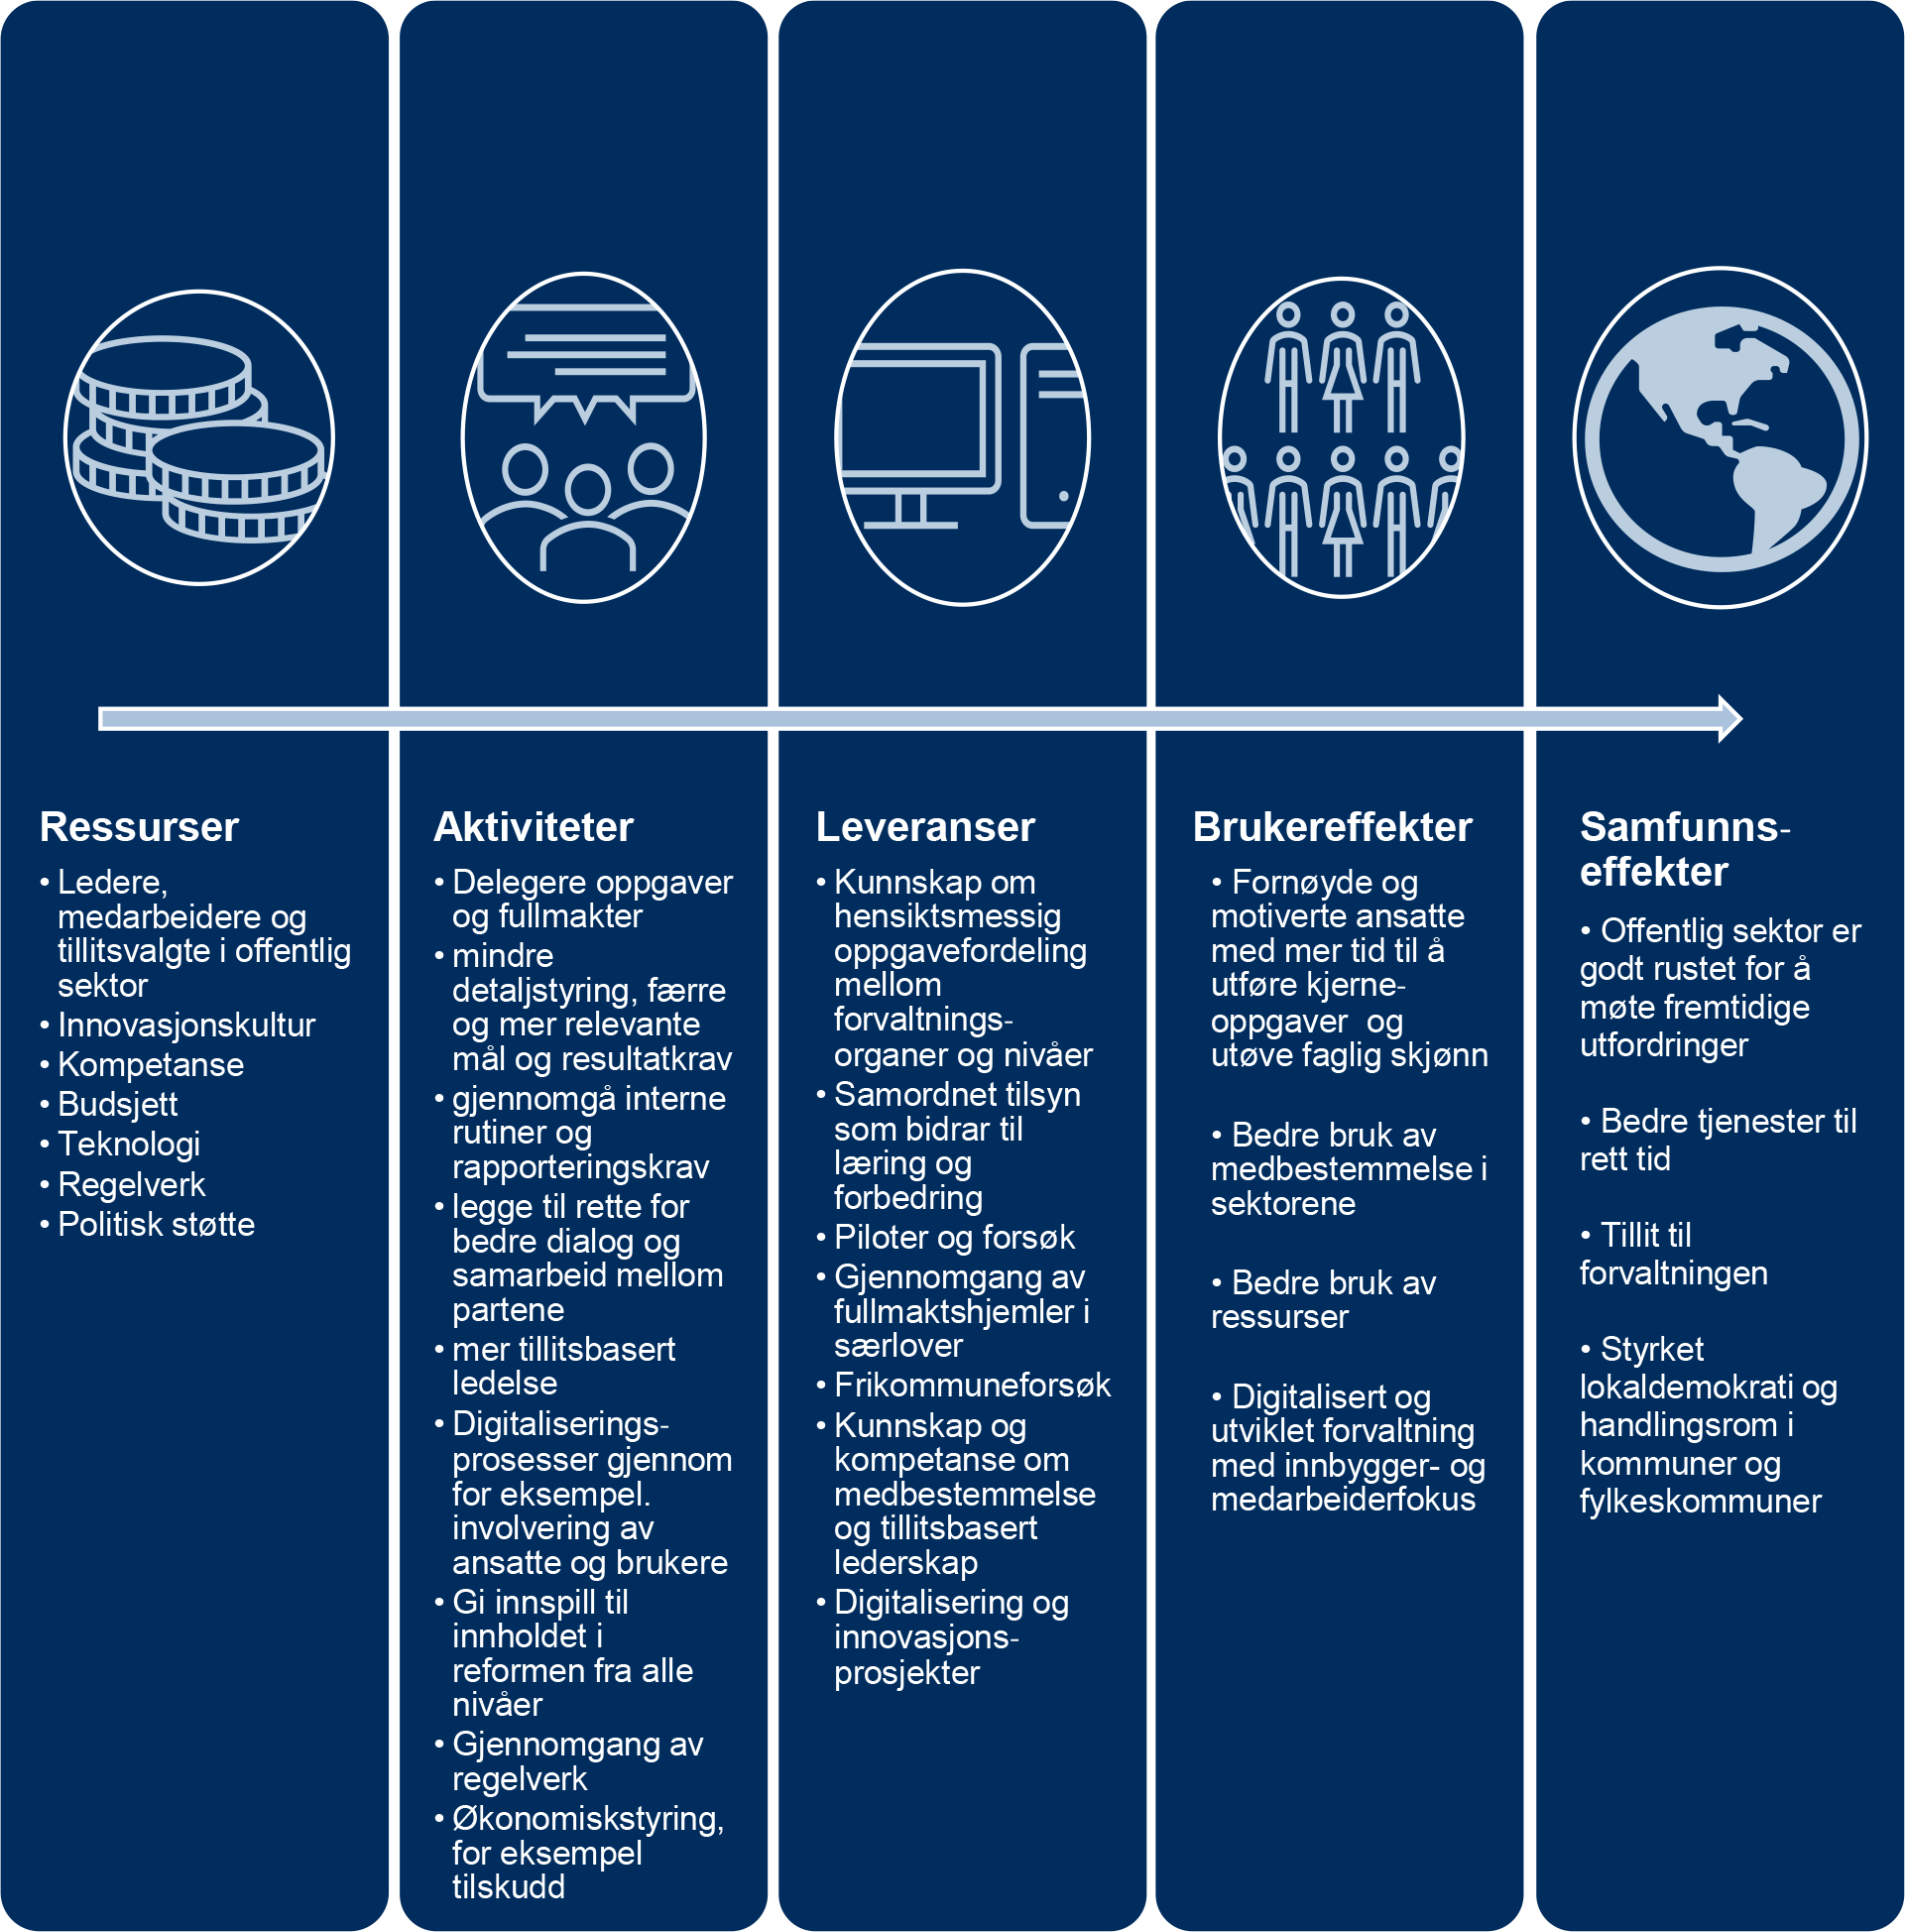 Ressurser
• Ledere,
medarbeidere og
tillitsvalgte i offentlig
sektor
• Innovasjonskultur
• Kompetanse
• Budsjett
• Teknologi
• Regelverk
• Politisk støtte
Aktiviteter
• Delegere oppgaver
og fullmakter
• mindre
detaljstyring, færre
og mer relevante
mål og resultatkrav
• gjennomgå interne
rutiner og
rapporteringskrav
• legge til rette for
bedre dialog og
samarbeid mellom
partene
• mer tillitsbasert
ledelse
• Digitaliserings-
prosesser gjennom
for eksempel.
involvering av
ansatte og brukere
• Gi innspill til
innholdet i
reformen fra alle
nivåer
• Gjennomgang av
regelverk
• Økonomiskstyring,
for eksempel
tilskudd
Leveranser
• Kunnskap om
hensiktsmessig
oppgavefordeling
mellom
forvaltnings-
organer og nivåer
• Samordnet tilsyn
som bidrar til
læring og
forbedring
• Piloter og forsøk
• Gjennomgang av
fullmaktshjemler i
særlover
• Frikommuneforsøk
• Kunnskap og
kompetanse om
medbestemmelse
og tillitsbasert
lederskap
• Digitalisering og
innovasjons-
prosjekter
Brukereffekter
• Fornøyde og
motiverte ansatte
med mer tid til å
utføre kjerne-
oppgaver  og
utøve faglig skjønn
• Bedre bruk av
medbestemmelse i
sektorene
• Bedre bruk av
ressurser
• Digitalisert og
utviklet forvaltning
med innbygger- og
medarbeiderfokus
Samfunns-
effekter
• Offentlig sektor er
godt rustet for å
møte fremtidige
utfordringer
• Bedre tjenester til
rett tid
• Tillit til
forvaltningen
• Styrket
lokaldemokrati og
handlingsrom i
kommuner og
fylkeskommuner